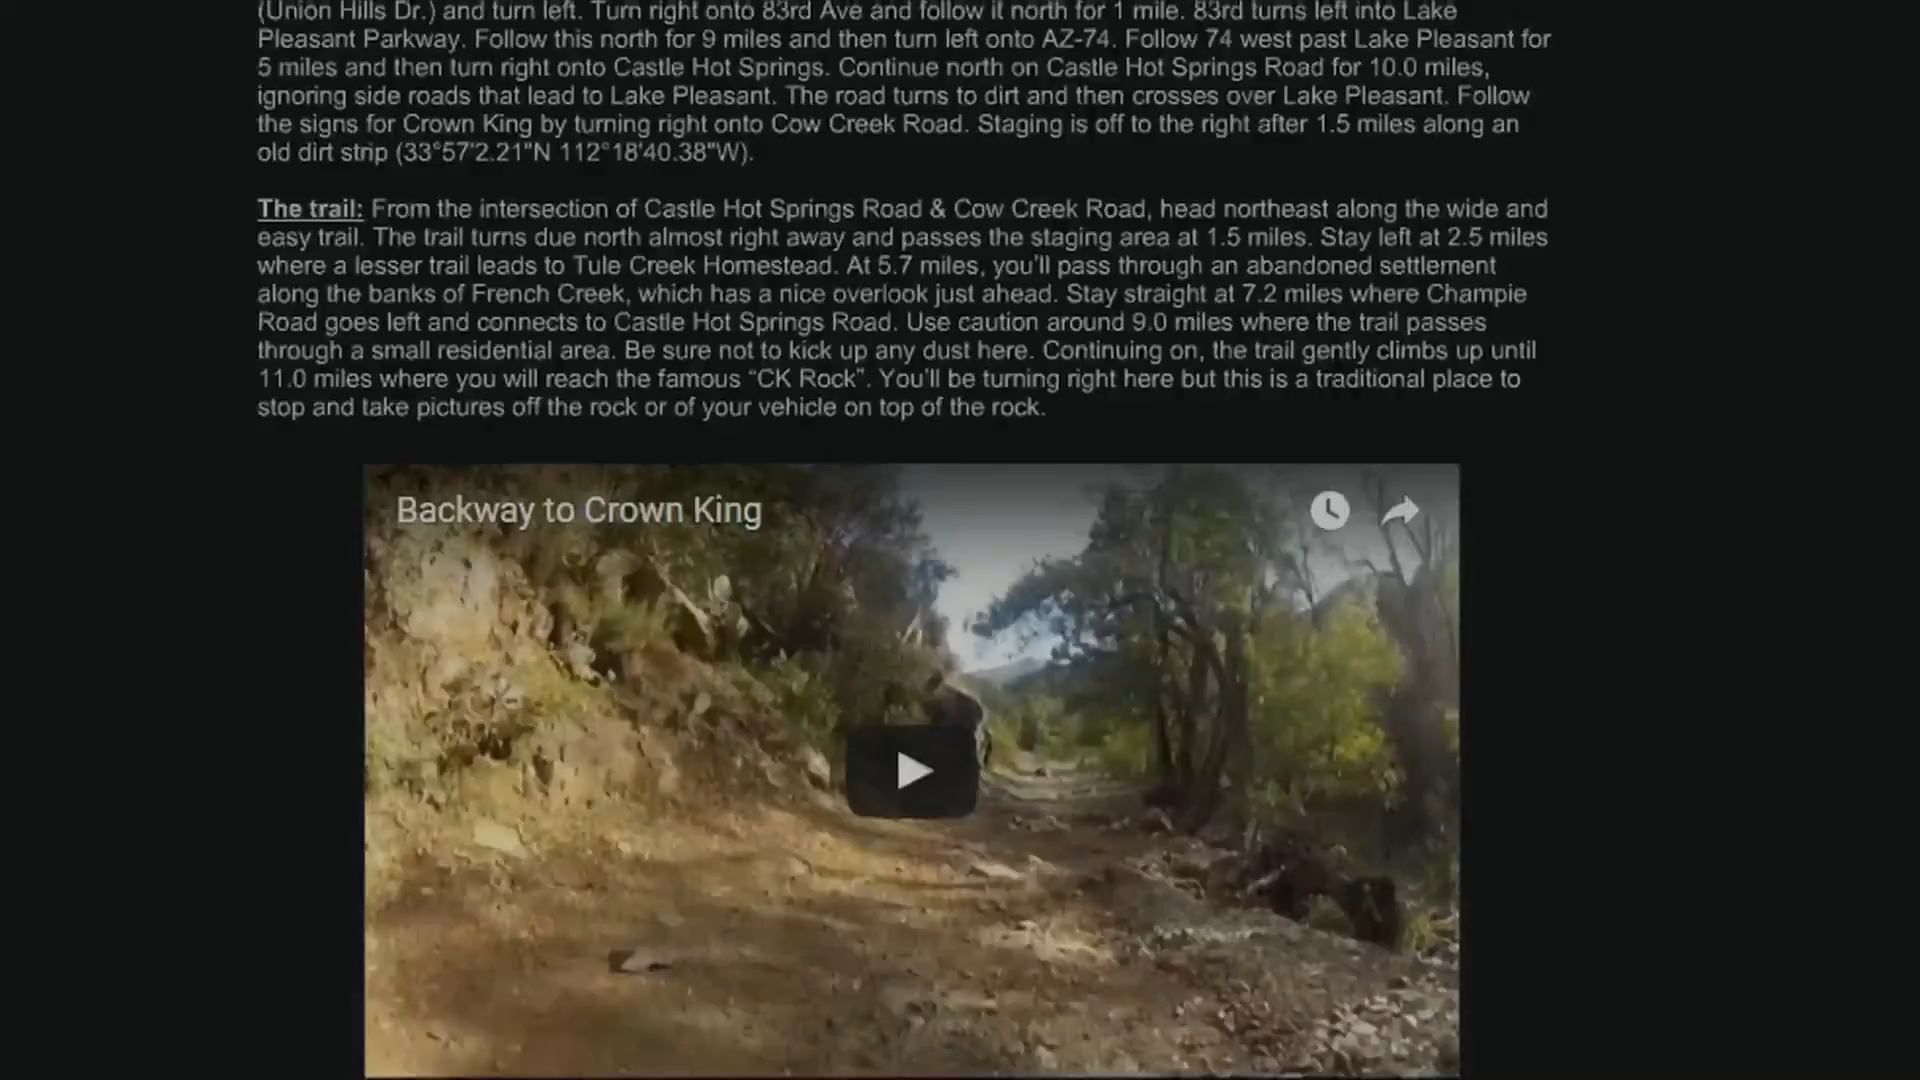 (Union Hills Dr.) and turn left. Turn right onto 83rd Ave and follow it north for 1 mile. 83rd turns left into Lake
Pleasant Parkway. Follow this north for 9 miles and then turn left onto AZ-74. Follow 74 west past Lake Pleasant for
5 miles and then turn right onto Castle Hot Springs. Continue north on Castle Hot Springs Road for 10.0 miles,
ignoring side roads that lead to Lake Pleasant. The road turns to dirt and then crosses over Lake Pleasant. Follow
the signs for Crown King by turning right onto Cow Creek Road. Staging is off to the right after 1.5 miles along an
old dirt strip (33°57'2.21"N 112°18'40.38"W).
The trail: From the intersection of Castle Hot Springs Road & Cow Creek Road, head northeast along the wide and
easy trail. The trail turns due north almost right away and passes the staging area at 1.5 miles. Stay left at 2.5 miles
where a lesser trail leads to Tule Creek Homestead. At 5.7 miles, you’ll pass through an abandoned settlement
along the banks of French Creek, which has a nice overlook just ahead. Stay straight at 7.2 miles where Champie
Road goes left and connects to Castle Hot Springs Road. Use caution around 9.0 miles where the trail passes
through a small residential area. Be sure not to kick up any dust here. Continuing on, the trail gently climbs up until
11.0 miles where you will reach the famous “CK Rock”. You’ll be turning right here but this is a traditional place to
stop and take pictures off the rock or of your vehicle on top of the rock.
Backway to Crown King